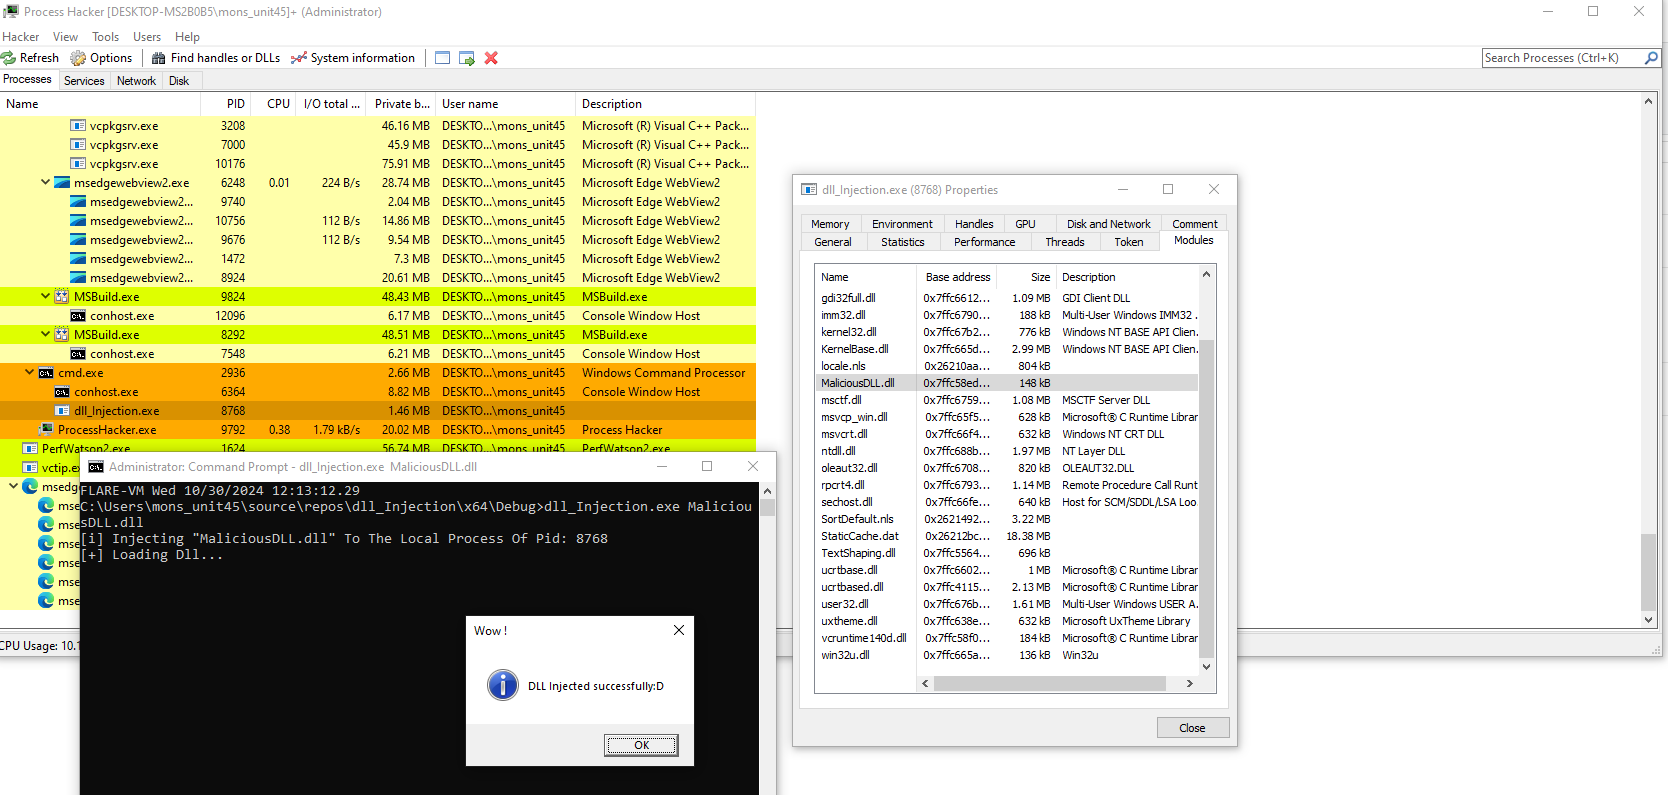 Process Hacker [DESKTOP-MS2B0B5\mons_unit45]+ (Administrator)
Hacker View Tools Users Help
Refresh Options Find handles or DLLs System information Search Processes (Ctrl+K)
Processes Services Network Disk
Name PID CPU I/O total ... Private b... User name Description
vcpkgsrv.exe 3208 46.16 MB DESKTO...\mons_unit45 Microsoft (R) Visual C++ Pack...
vcpkgsrv.exe 7000 45.9 MB DESKTO...\mons_unit45 Microsoft (R) Visual C++ Pack...
vcpkgsrv.exe 10176 75.91 MB DESKTO...\mons_unit45 Microsoft (R) Visual C++ Pack...
msedgewebview2.exe 6248 0.01 224 B/s 28.74 MB DESKTO...\mons_unit45 Microsoft Edge WebView2
msedgewebview2... 9740 2.04 MB DESKTO...\mons_unit45 Microsoft Edge WebView2
msedgewebview2... 10756 112 B/s 14.86 MB DESKTO...\mons_unit45 Microsoft Edge WebView2
msedgewebview2... 9676 112 B/s 9.54 MB DESKTO...\mons_unit45 Microsoft Edge WebView2
msedgewebview2... 1472 7.3 MB DESKTO...\mons_unit45 Microsoft Edge WebView2
msedgewebview2... 8924 20.61 MB DESKTO...\mons_unit45 Microsoft Edge WebView2
MSBuild.exe 9824 48.43 MB DESKTO...\mons_unit45 MSBuild.exe
conhost.exe 12096 6.17 MB DESKTO...\mons_unit45 Console Window Host
MSBuild.exe 8292 48.51 MB DESKTO...\mons_unit45 MSBuild.exe
conhost.exe 7548 6.21 MB DESKTO...\mons_unit45 Console Window Host
cmd.exe 2936 2.66 MB DESKTO...\mons_unit45 Windows Command Processor
conhost.exe 6364 8.82 MB DESKTO...\mons_unit45 Console Window Host
dll_Injection.exe 8768 1.46 MB DESKTO...\mons_unit45
ProcessHacker.exe 9792 0.38 1.79 kB/s 20.02 MB DESKTO...\mons_unit45 Process Hacker
PerfWatson2.exe 1624 56.74 MB DESKTO...\mons_unit45 PerfWatson2.exe
vctip.ex
msedg
mse
mse
mse
mse
mse
mse
CPU Usage: 10.1
Administrator: Command Prompt - dll_Injection.exe MaliciousDLL.dll
FLARE-VM Wed 10/30/2024 12:13:12.29
C:\Users\mons_unit45\source\repos\dll_Injection\x64\Debug>dll_Injection.exe Maliciou
sDLL.dll
[i] Injecting "MaliciousDLL.dll" To The Local Process Of Pid: 8768
[+] Loading Dll...
Wow !
DLL Injected successfully:D
OK
dll_Injection.exe (8768) Properties
Memory Environment Handles GPU Disk and Network Comment
General Statistics Performance Threads Token Modules
Name Base address Size Description
gdi32full.dll 0x7ffc6612... 1.09 MB GDI Client DLL
imm32.dll 0x7ffc6790... 188 kB Multi-User Windows IMM32 .
kernel32.dll 0x7ffc67b2... 776 kB Windows NT BASE API Clien.
KernelBase.dll 0x7ffc665d... 2.99 MB Windows NT BASE API Clien.
locale.nls 0x26210aa... 804 kB
MaliciousDLL.dll 0x7ffc58ed... 148 kB
msctf.dll 0x7ffc6759... 1.08 MB MSCTF Server DLL
msvcp_win.dll 0x7ffc65f5... 628 kB Microsoft® C Runtime Librar
msvcrt.dll 0x7ffc66f4... 632 kB Windows NT CRT DLL
ntdll.dll 0x7ffc688b... 1.97 MB NT Layer DLL
oleaut32.dll 0x7ffc6708... 820 kB OLEAUT32.DLL
rpcrt4.dll 0x7ffc6793... 1.14 MB Remote Procedure Call Runt
sechost.dll 0x7ffc66fe... 640 kB Host for SCM/SDDL/LSA Loo
SortDefault.nls 0x2621492... 3.22 MB
StaticCache.dat 0x26212bc... 18.38 MB
TextShaping.dll 0x7ffc5564... 696 kB
ucrtbase.dll 0x7ffc6602... 1 MB Microsoft® C Runtime Librar
ucrtbased.dll 0x7ffc4115... 2.13 MB Microsoft® C Runtime Librar
user32.dll 0x7ffc676b... 1.61 MB Multi-User Windows USER A.
uxtheme.dll 0x7ffc638e... 632 kB Microsoft UxTheme Library
vcruntime140d.dll 0x7ffc58f0... 184 kB Microsoft® C Runtime Librar
win32u.dll 0x7ffc665a... 136 kB Win32u
Close